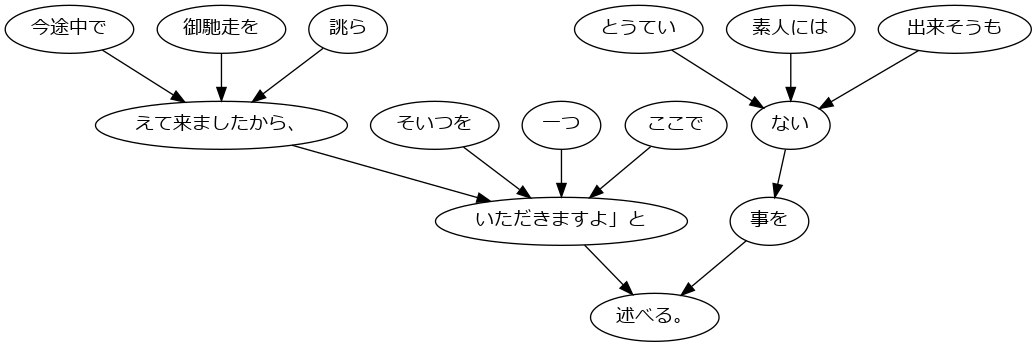 今途中で
御馳走を
誂ら
とうてい
素人には
出来そうも
えて来ましたから、
そいつを
一つ
ここで
ない
いただきますよ」と
事を
述べる。